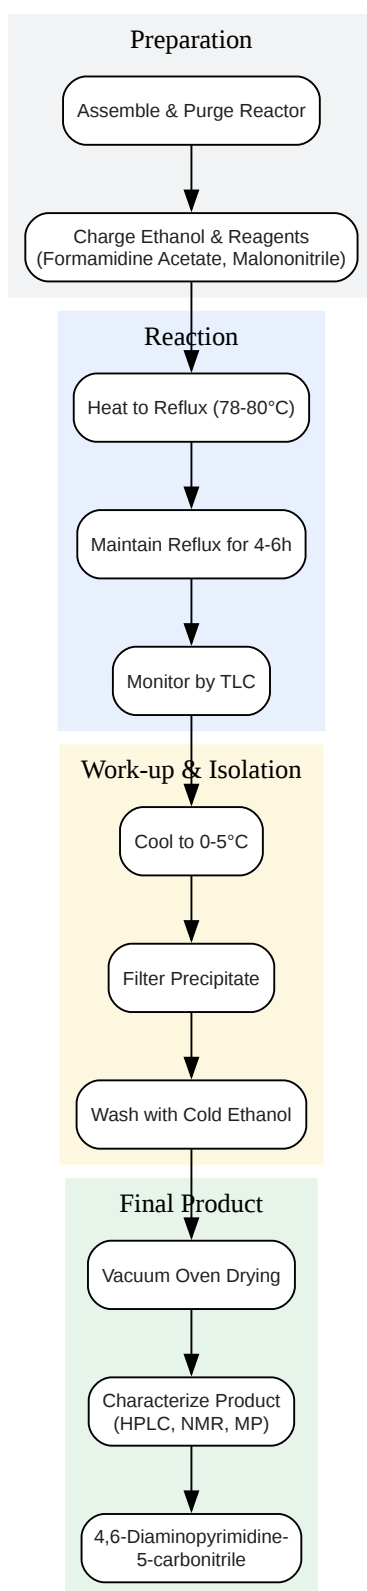 Preparation
Assemble & Purge Reactor
Charge Ethanol & Reagents
(Formamidine Acetate, Malononitrile)
Reaction
Heat to Reflux (78-80°C)
Maintain Reflux for 4-6h
Monitor by TLC
Work-up & Isolation
Cool to 0-5°C
Filter Precipitate
Wash with Cold Ethanol
Final Product
Vacuum Oven Drying
Characterize Product
(HPLC, NMR, MP)
4,6-Diaminopyrimidine-
5-carbonitrile